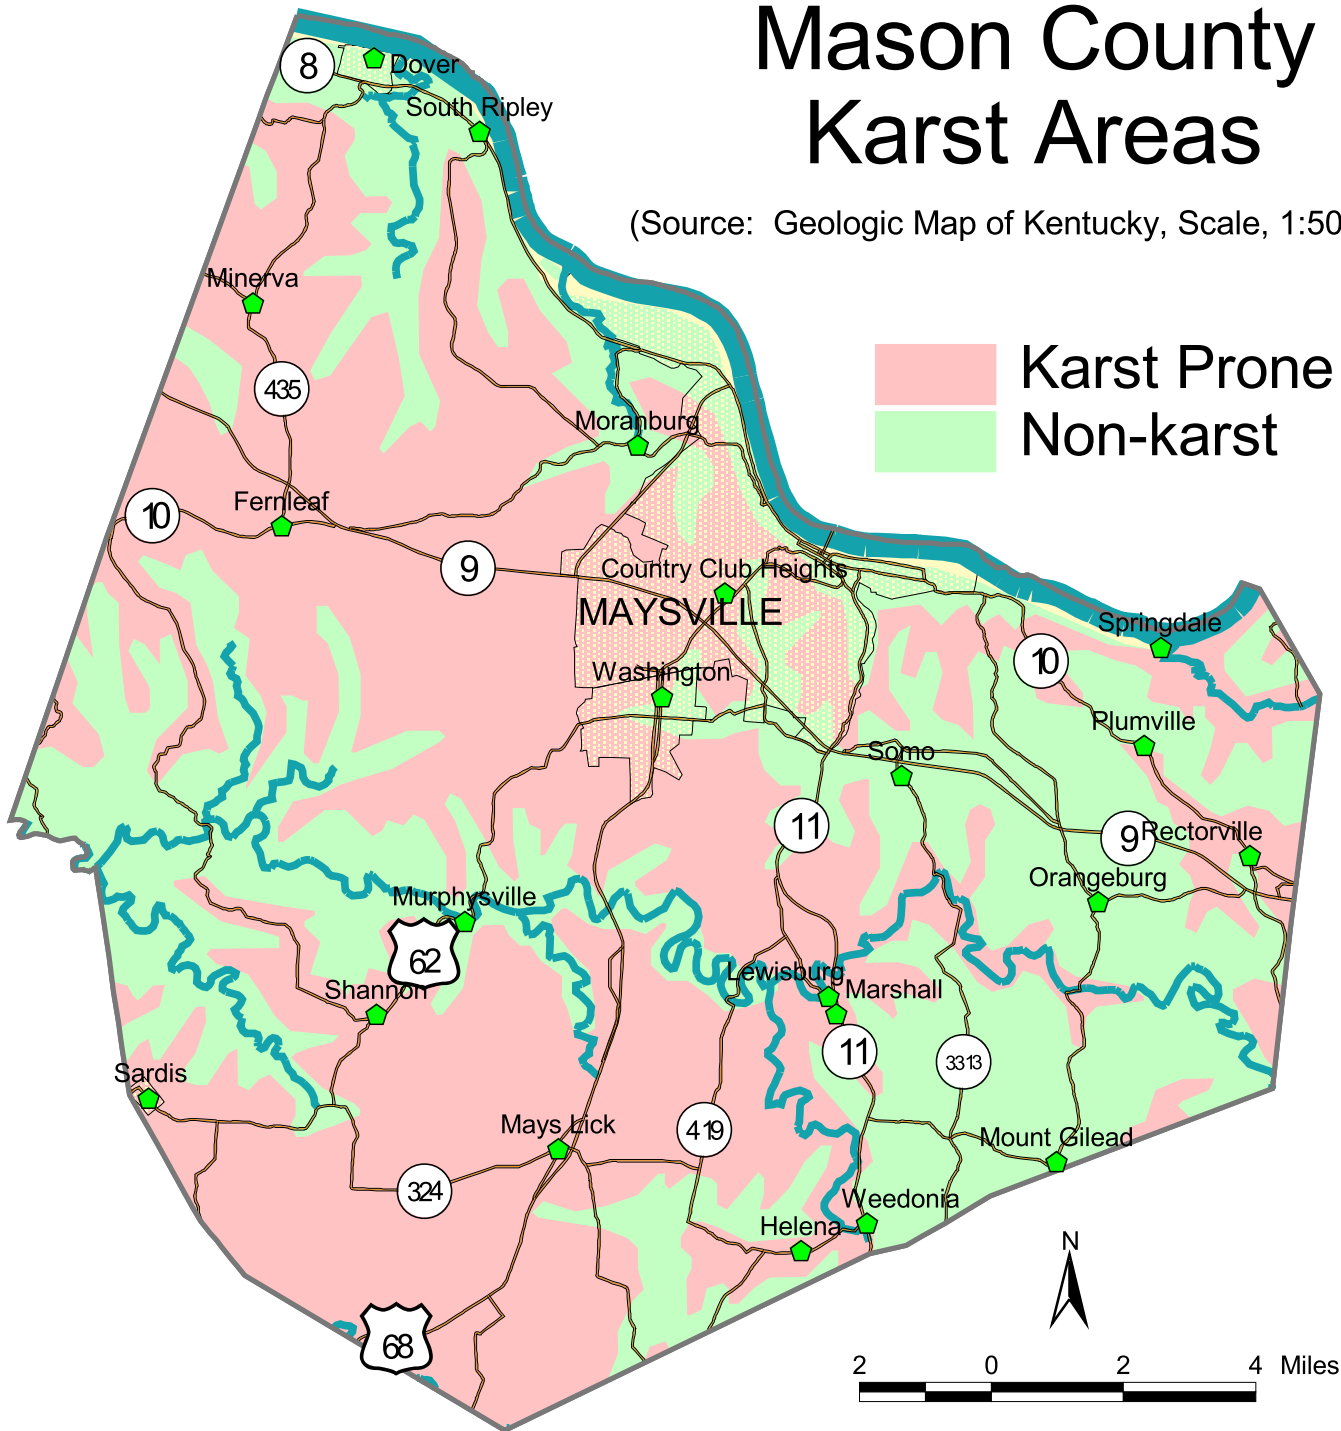 Mason County
Karst Areas
(Source: Geologic Map of Kentucky, Scale, 1:50
Karst Prone
Non-karst
8
Dover
South Ripley
Minerva
435
Moranburg
Fernleaf
10
9
Country Club Heights
MAYSVILLE
Springdale
10
Washington
Plumville
Somo
11
9
Rectorville
Orangeburg
Murphysville
62
Lewisburg
Marshall
Shannon
11
3313
Sardis
Mays Lick
419
Mount Gilead
324
Weedonia
Helena
N
68
2 0 2 4 Miles